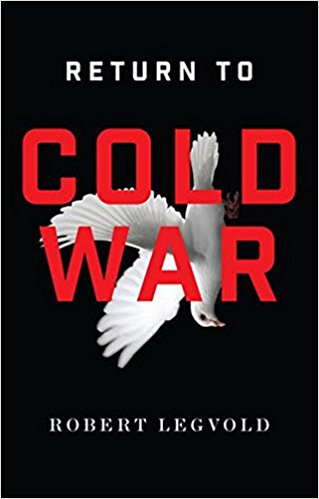 RETURN TO
COLD
WAR
ROBERT LEGVOLD